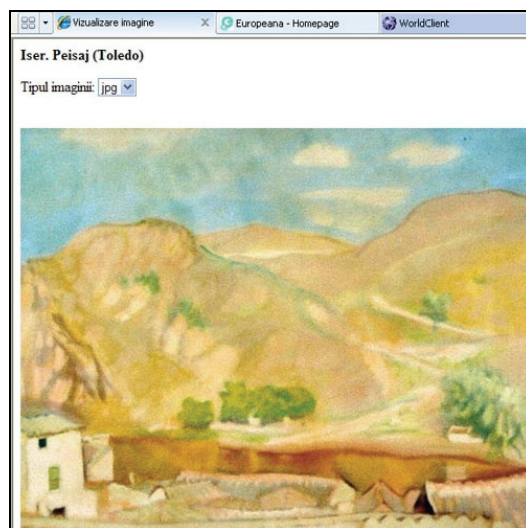 Vizualizare imagine Europeana - Homepage WorldClient
Iser. Peisaj (Toledo)
Tipul imaginii: jpg